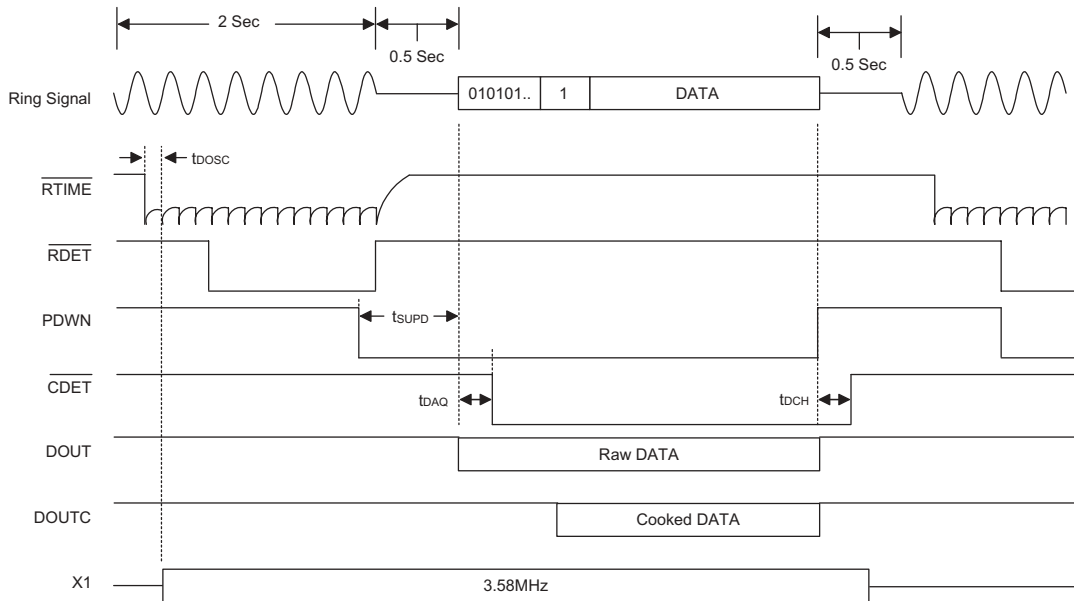 2 Sec
0.5 Sec
0.5 Sec
Ring Signal
010101..
1
DATA
tDOSC
RTIME
RDET
PDWN
tSUPD
CDET
tDAQ
tDCH
DOUT
Raw DATA
DOUTC
Cooked DATA
X1
3.58MHz